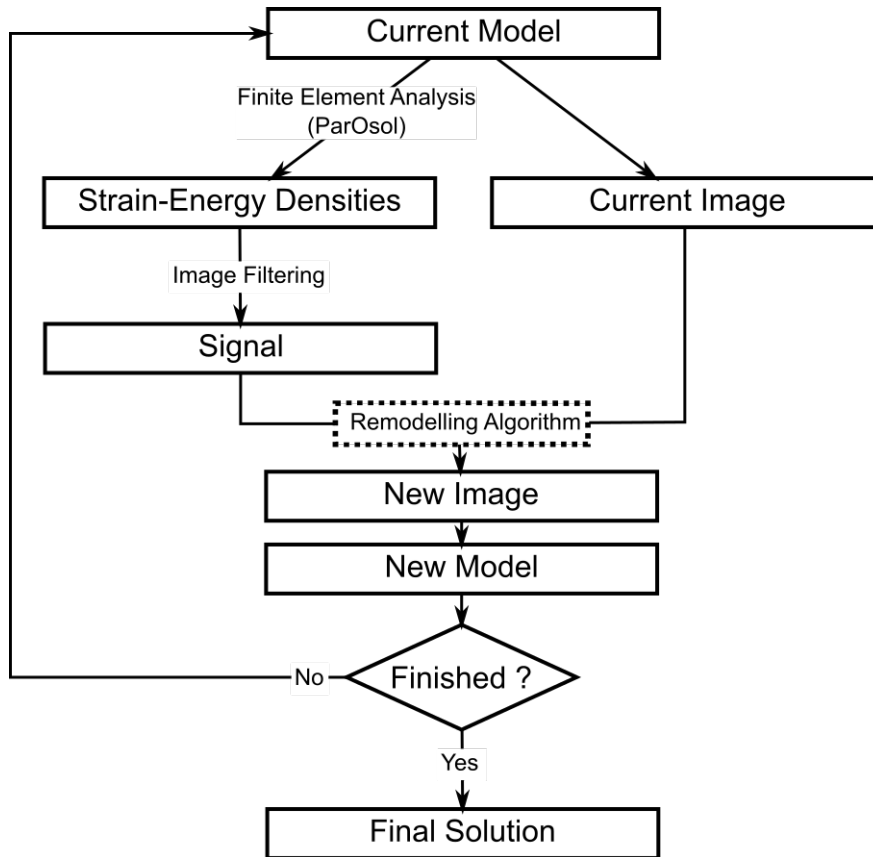 Current Model
Finite Element Analysis
(ParOsol)
Strain-Energy Densities
Current Image
Image Filtering
Signal
Remodelling Algorithm
New Image
New Model
Finished ?
No
Yes
Final Solution